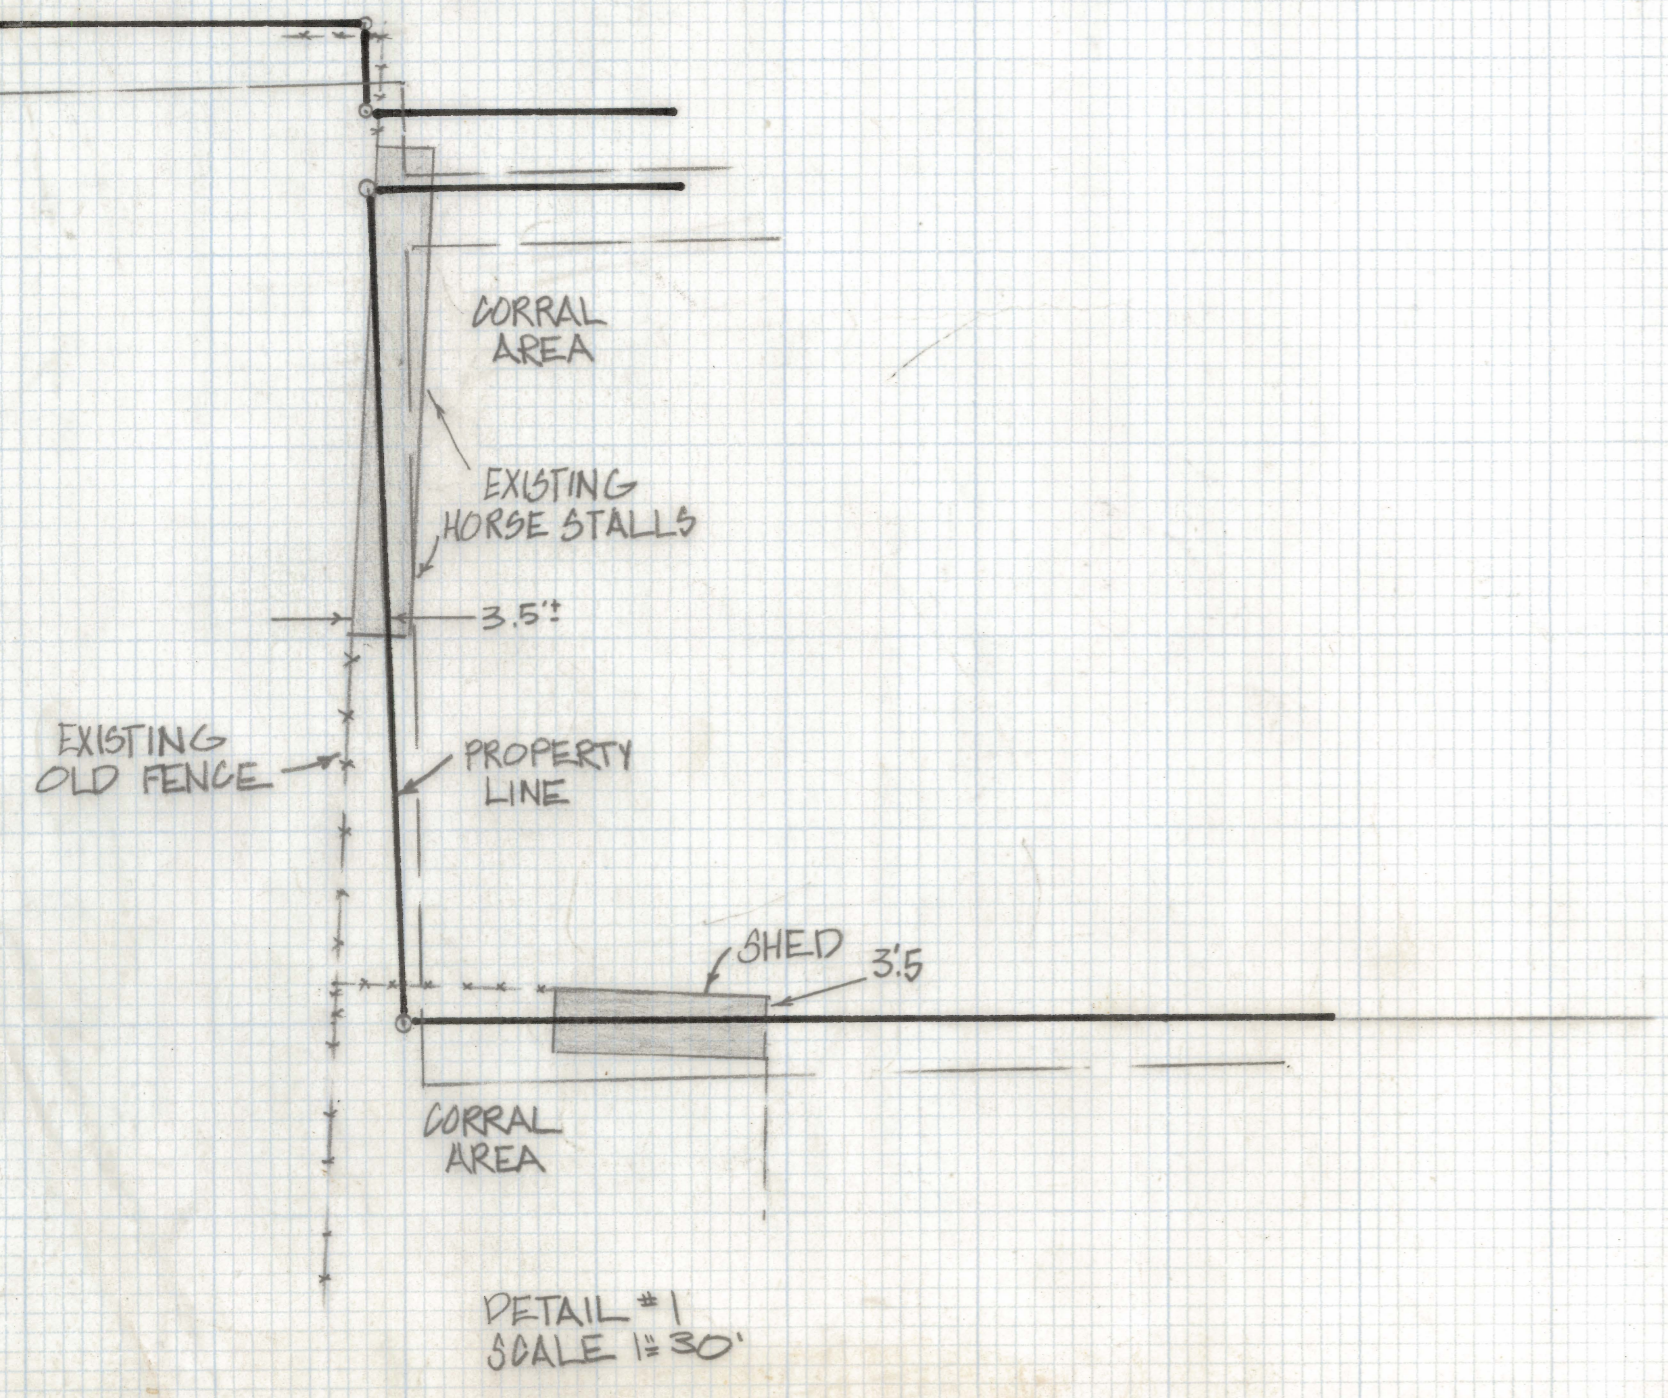 CORRAL
AREA
EXISTING
HORSE STALLS
3.5'±
EXISTING
OLD FENCE
PROPERTY
LINE
SHED
3'.5
CORRAL
AREA
DETAIL #1
SCALE 1"=30'